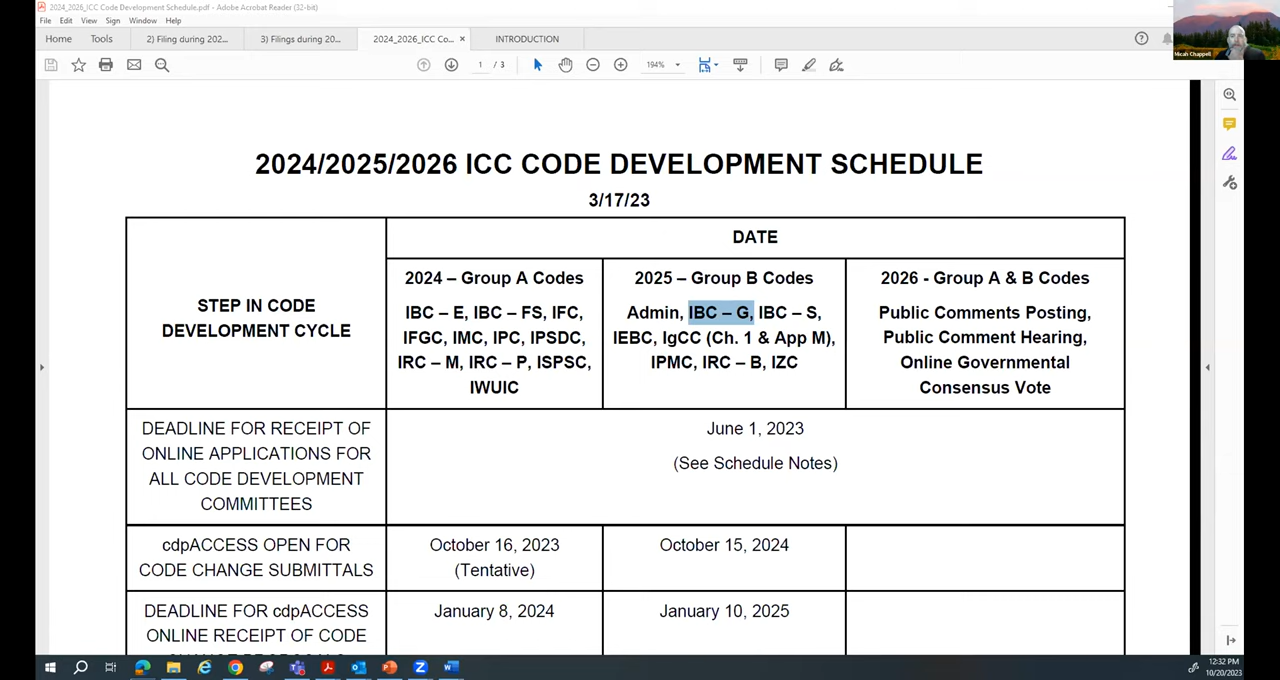 2024_2026_ICC Code Development Schedule.pdf - Adobe Acrobat Reader (32-bit)
File Edit View Sign Window Help
Home Tools 2) Filing during 202... 3) Filings during 20... 2024_2026_ICC Co... × INTRODUCTION
Micah Chappell
1 / 3 194%
2024/2025/2026 ICC CODE DEVELOPMENT SCHEDULE
3/17/23
STEP IN CODE
DEVELOPMENT CYCLE
DATE
2024 – Group A Codes
IBC – E, IBC – FS, IFC,
IFGC, IMC, IPC, IPSDC,
IRC – M, IRC – P, ISPSC,
IWUIC
2025 – Group B Codes
Admin, IBC – G, IBC – S,
IEBC, IgCC (Ch. 1 & App M),
IPMC, IRC – B, IZC
2026 - Group A & B Codes
Public Comments Posting,
Public Comment Hearing,
Online Governmental
Consensus Vote
DEADLINE FOR RECEIPT OF
ONLINE APPLICATIONS FOR
ALL CODE DEVELOPMENT
COMMITTEES
June 1, 2023
(See Schedule Notes)
cdpACCESS OPEN FOR
CODE CHANGE SUBMITTALS
October 16, 2023
(Tentative)
October 15, 2024
DEADLINE FOR cdpACCESS
ONLINE RECEIPT OF CODE
January 8, 2024
January 10, 2025
12:32 PM
10/20/2023